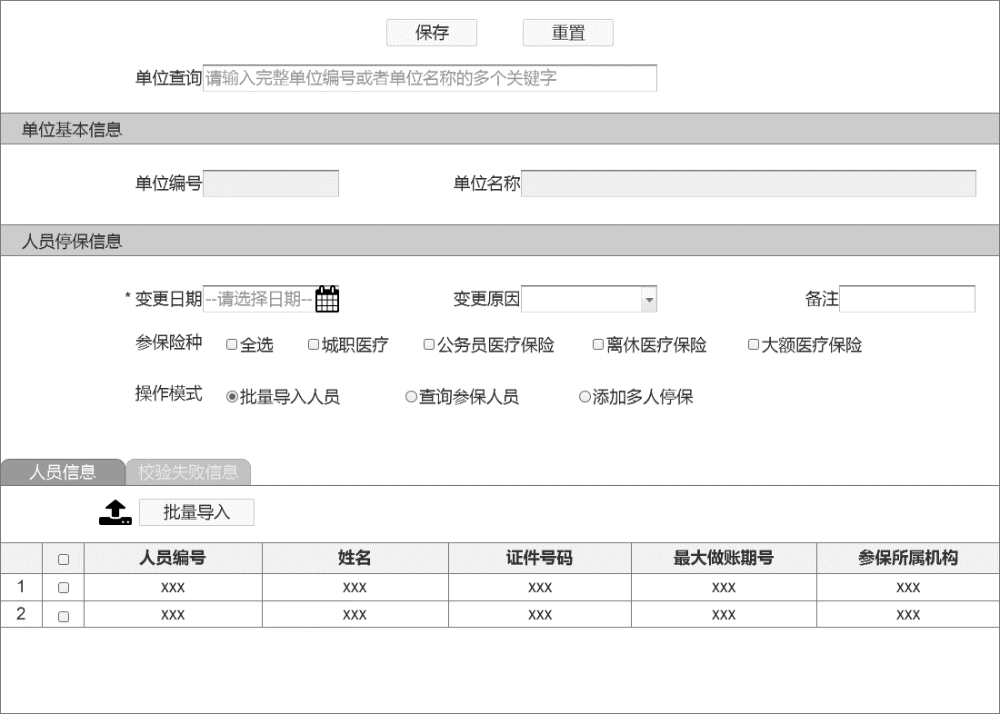 保存 重置
单位查询 请输入完整单位编号或者单位名称的多个关键字
单位基本信息
单位编号 单位名称
人员停保信息
* 变更日期 --请选择日期-- 变更原因 备注
参保险种 全选 城职医疗 公务员医疗保险 离休医疗保险 大额医疗保险
操作模式 批量导入人员 查询参保人员 添加多人停保
人员信息 校验失败信息
批量导入
人员编号 姓名 证件号码 最大做账期号 参保所属机构
1 xxx xxx xxx xxx xxx
2 xxx xxx xxx xxx xxx